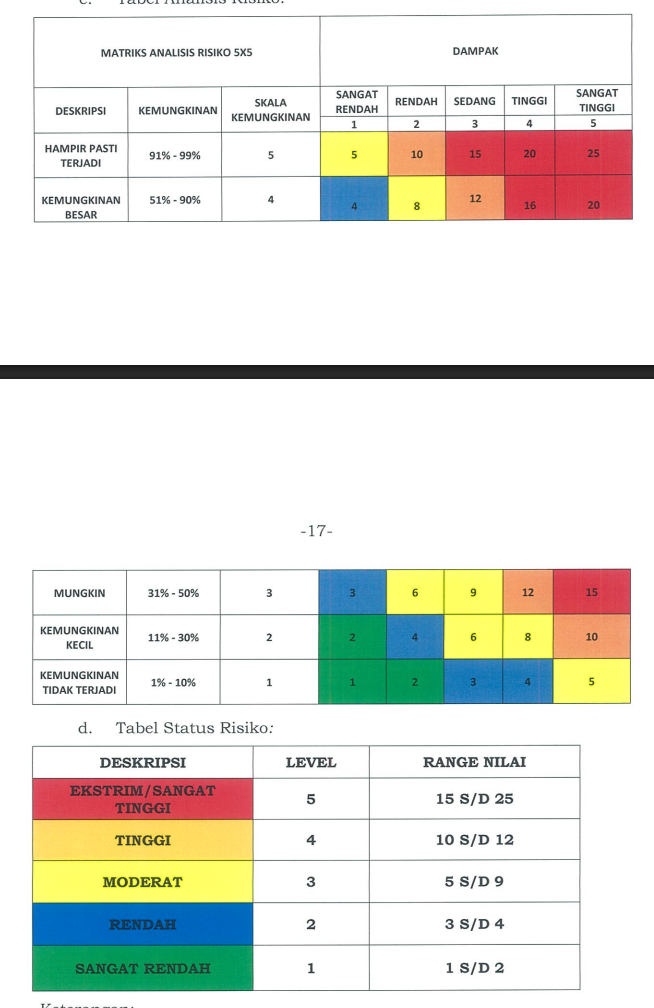 c. Tabel Analisis Risiko:
MATRIKS ANALISIS RISIKO 5X5 DAMPAK
DESKRIPSI KEMUNGKINAN SKALA KEMUNGKINAN SANGAT RENDAH RENDAH SEDANG TINGGI SANGAT TINGGI
1 2 3 4 5
HAMPIR PASTI TERJADI 91% - 99% 5 5 10 15 20 25
KEMUNGKINAN BESAR 51% - 90% 4 4 8 12 16 20
-17-
MUNGKIN 31% - 50% 3 3 6 9 12 15
KEMUNGKINAN KECIL 11% - 30% 2 2 4 6 8 10
KEMUNGKINAN TIDAK TERJADI 1% - 10% 1 1 2 3 4 5
d. Tabel Status Risiko:
DESKRIPSI LEVEL RANGE NILAI
EKSTRIM/SANGAT TINGGI 5 15 S/D 25
TINGGI 4 10 S/D 12
MODERAT 3 5 S/D 9
RENDAH 2 3 S/D 4
SANGAT RENDAH 1 1 S/D 2
Keterangan: